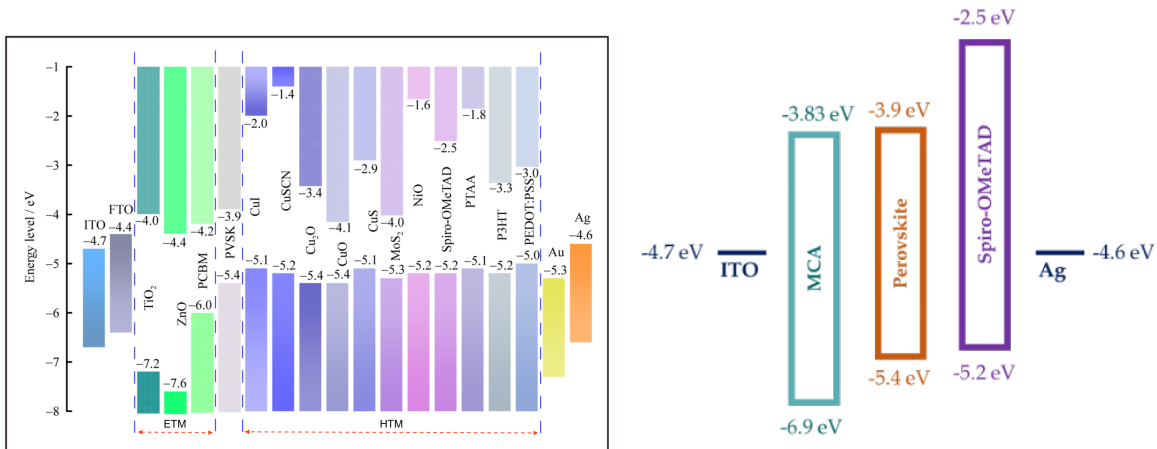 −1
−2
−3
−4
−5
−6
−7
−8
Energy level / eV
ITO
−4.7
FTO
−4.4
−4.0
TiO2
−7.2
−4.4
ZnO
−7.6
−4.2
PCBM
−6.0
−3.9
PVSK
−5.4
−2.0
CuI
−5.1
−1.4
CuSCN
−5.2
−3.4
Cu2O
−5.4
−4.1
CuO
−5.4
−2.9
CuS
−5.1
−4.0
MoS2
−5.3
−1.6
NiO
−5.2
−2.5
Spiro-OMeTAD
−5.2
−1.8
PTAA
−5.1
−3.3
P3HT
−5.2
−3.0
PEDOT:PSS
−5.0
Au
−5.3
Ag
−4.6
ETM
HTM
-4.7 eV
ITO
-3.83 eV
MCA
-6.9 eV
-3.9 eV
Perovskite
-5.4 eV
-2.5 eV
Spiro-OMeTAD
-5.2 eV
Ag
-4.6 eV